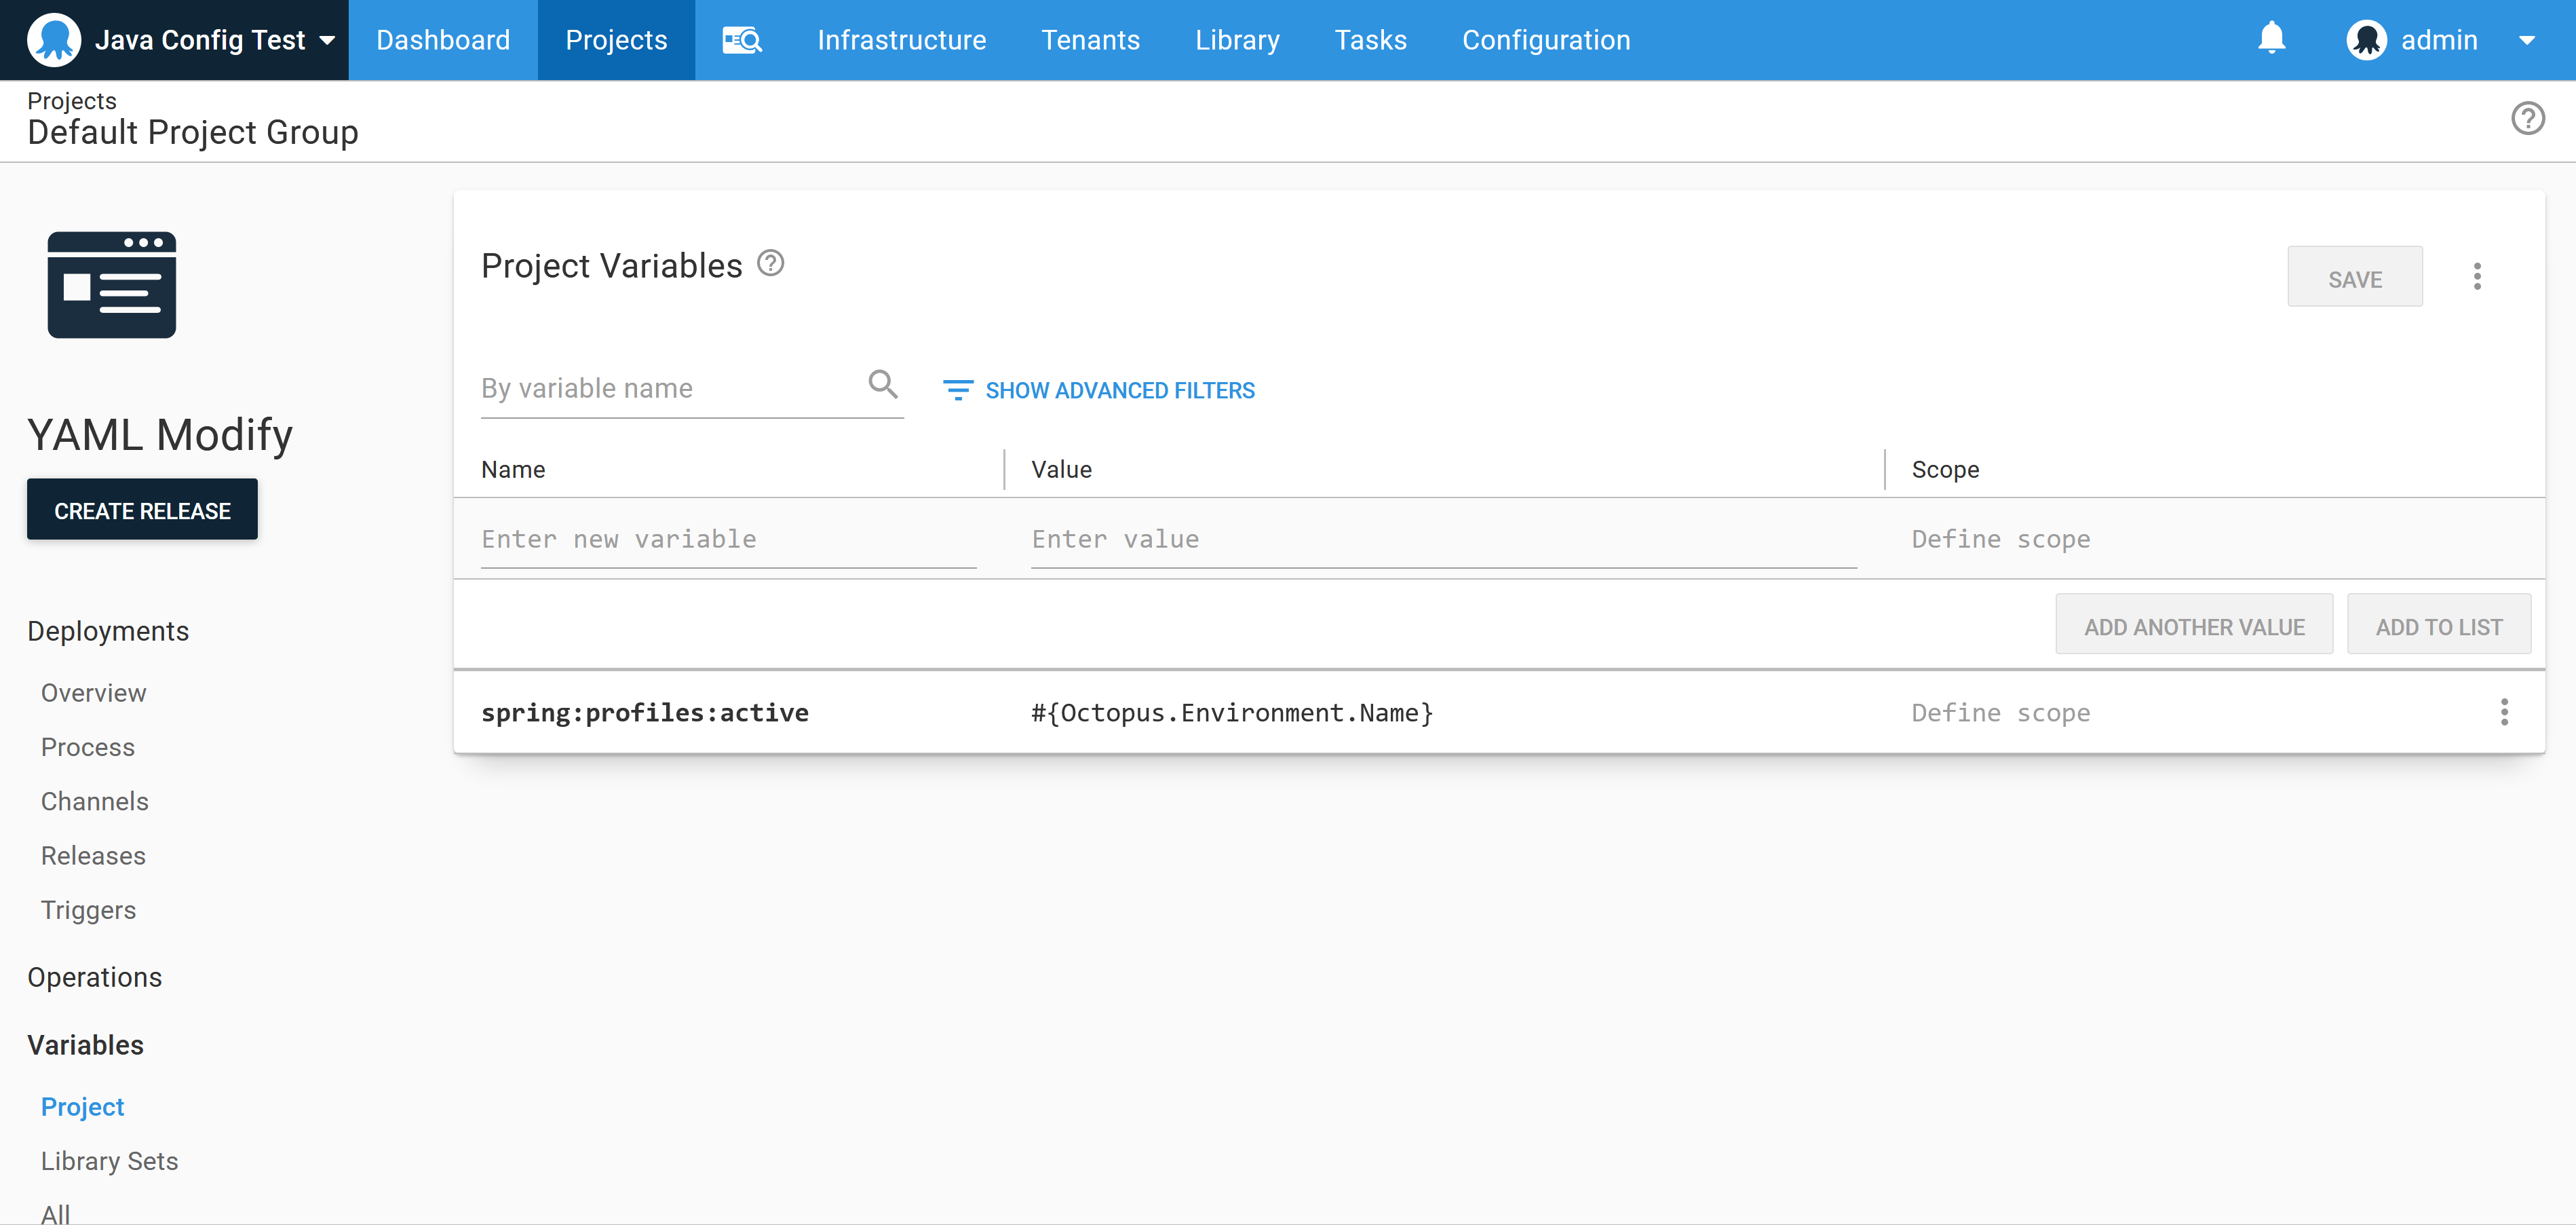 Java Config Test Dashboard Projects Infrastructure Tenants Library Tasks Configuration admin
Projects
Default Project Group
YAML Modify
CREATE RELEASE
Deployments
Overview
Process
Channels
Releases
Triggers
Operations
Variables
Project
Library Sets
All
Project Variables
SAVE
By variable name SHOW ADVANCED FILTERS
Name Value Scope
Enter new variable Enter value Define scope
ADD ANOTHER VALUE ADD TO LIST
spring:profiles:active #{Octopus.Environment.Name} Define scope